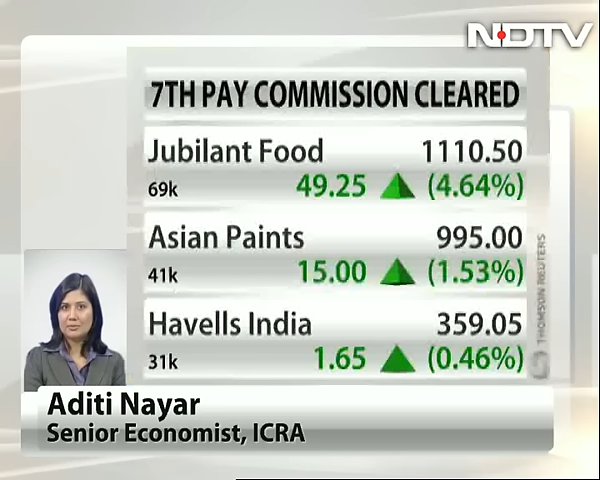 NDTV
7TH PAY COMMISSION CLEARED
Jubilant Food 1110.50
69k 49.25 (4.64%)
Asian Paints 995.00
41k 15.00 (1.53%)
Havells India 359.05
31k 1.65 (0.46%)
THOMSON REUTERS
Aditi Nayar
Senior Economist, ICRA